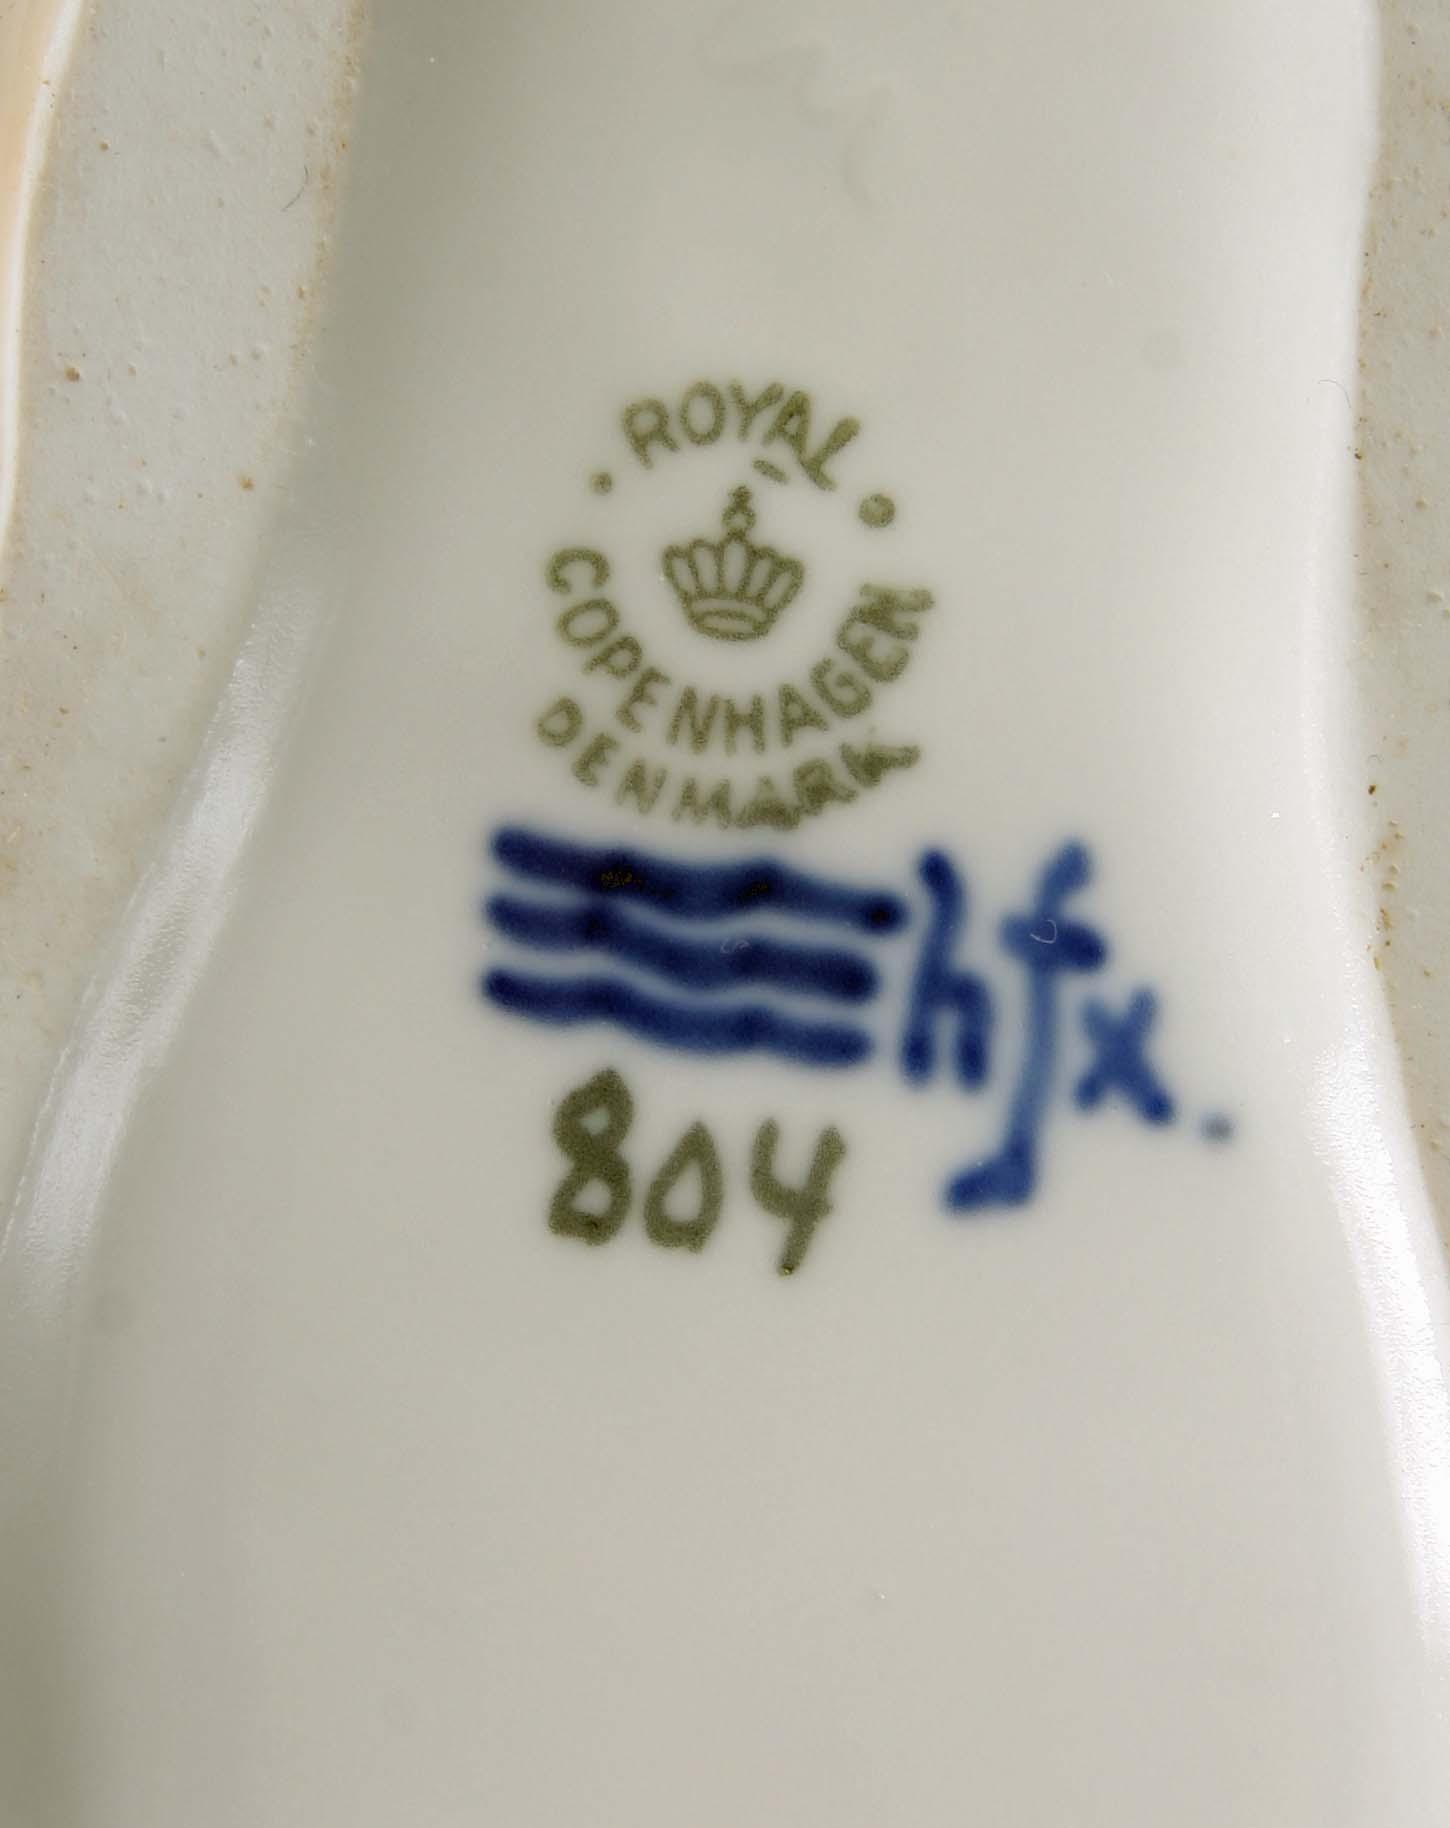 ROYAL
COPENHAGEN
DENMARK
hfx.
804